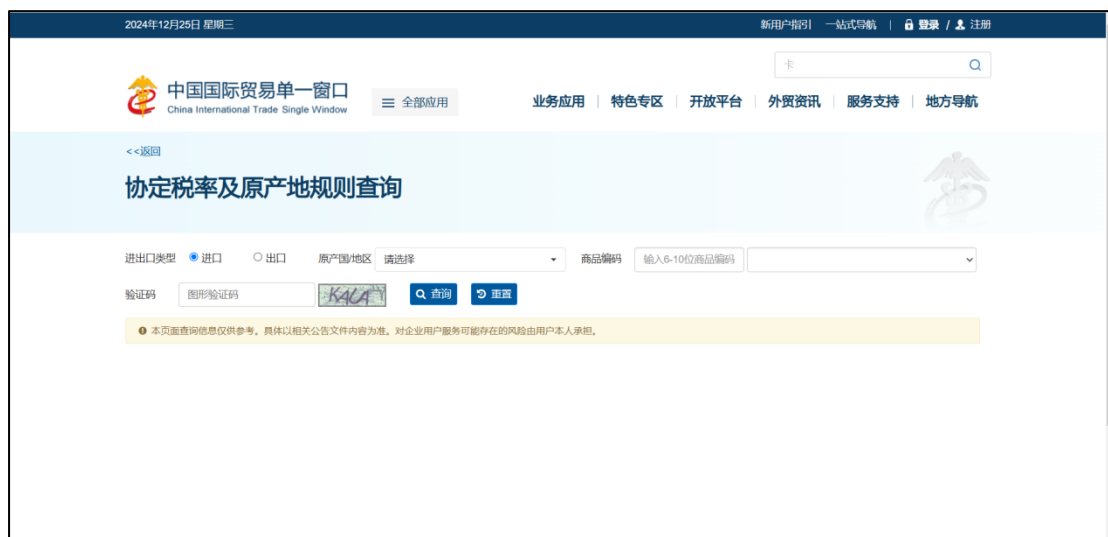 2024年12月25日 星期三 新用户指引 一站式导航 | 登录 / 注册
卡
中国国际贸易单一窗口
China International Trade Single Window
全部应用 业务应用 | 特色专区 | 开放平台 | 外贸资讯 | 服务支持 | 地方导航
<<返回
协定税率及原产地规则查询
进出口类型 进口 出口 原产国/地区 请选择 商品编码 输入6-10位商品编码
验证码 图形验证码 KALA 查询 重置
本页面查询信息仅供参考。具体以相关公告文件内容为准。对企业用户服务可能存在的风险由用户本人承担。